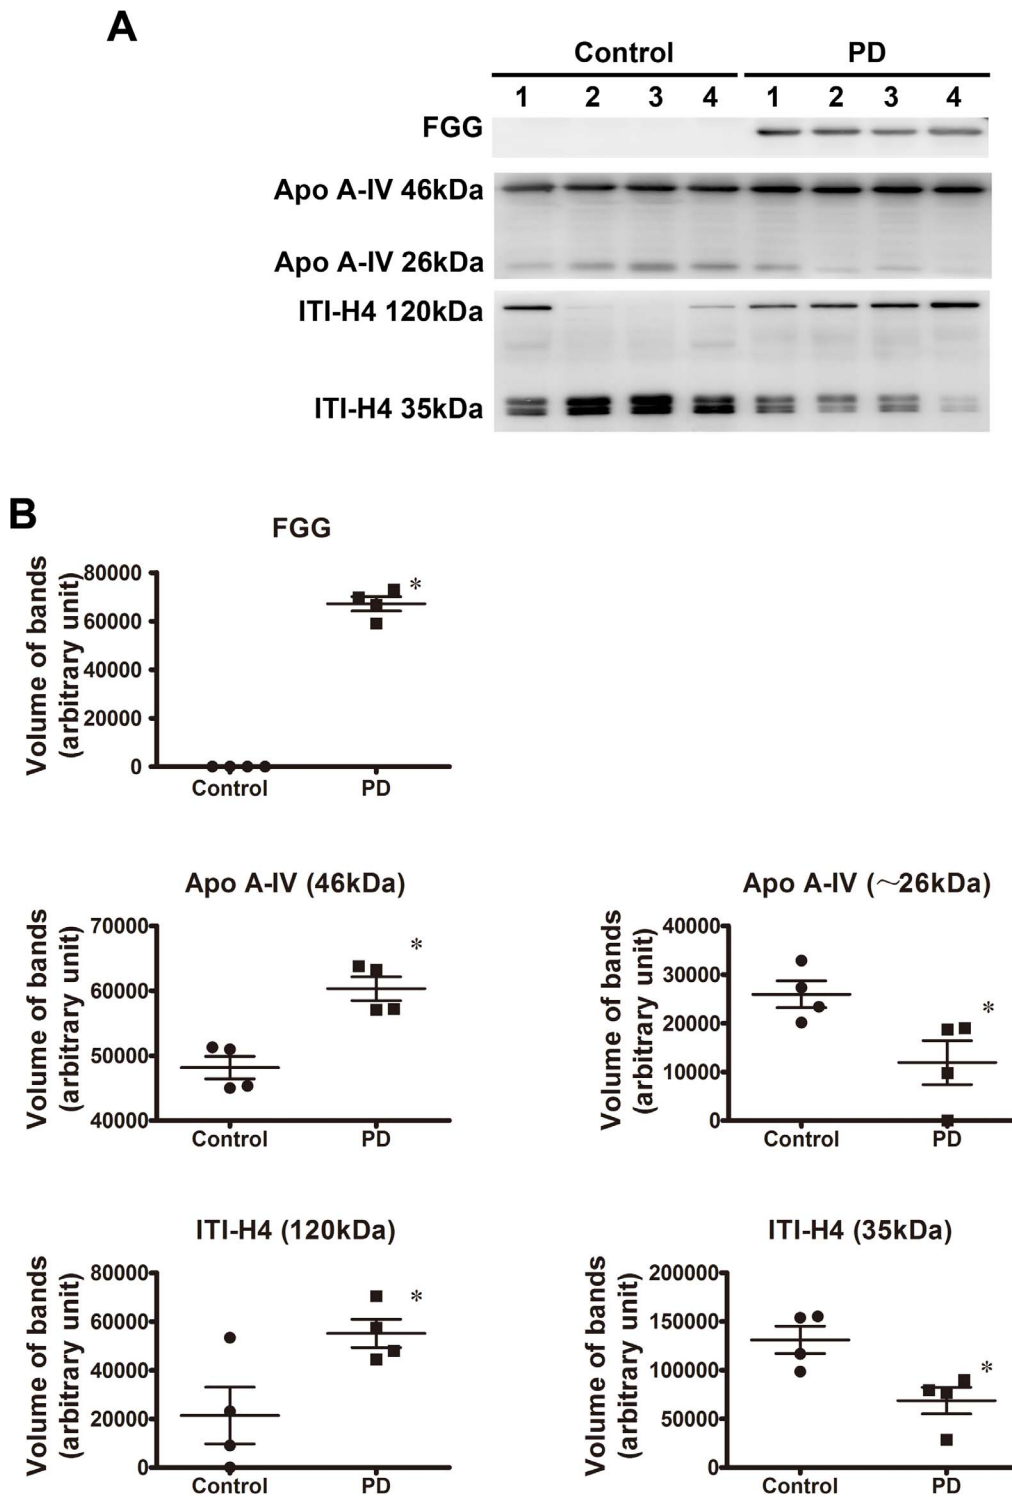 A
Control PD
1 2 3 4 1 2 3 4
FGG
Apo A-IV 46kDa
Apo A-IV 26kDa
ITI-H4 120kDa
ITI-H4 35kDa
B
FGG
Volume of bands
(arbitrary unit)
80000
60000
40000
20000
0
*
Control PD
Apo A-IV (46kDa)
Volume of bands
(arbitrary unit)
70000
60000
50000
40000
*
Control PD
Apo A-IV (~26kDa)
Volume of bands
(arbitrary unit)
40000
30000
20000
10000
0
*
Control PD
ITI-H4 (120kDa)
Volume of bands
(arbitrary unit)
80000
60000
40000
20000
0
*
Control PD
ITI-H4 (35kDa)
Volume of bands
(arbitrary unit)
200000
150000
100000
50000
0
*
Control PD